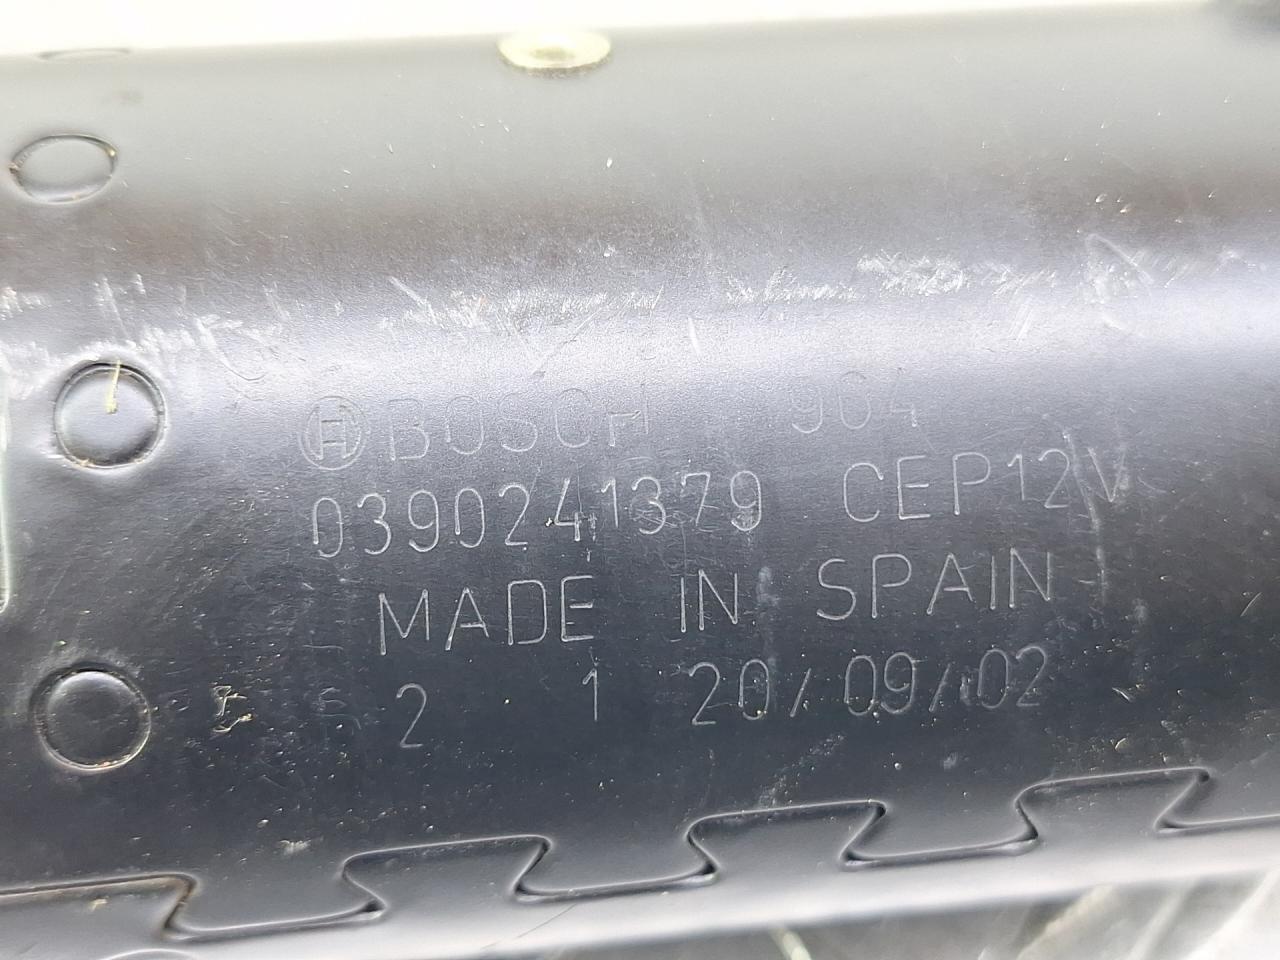 BOSCH 904
0390241379 CEP12V
MADE IN SPAIN
2 1 20/09/02